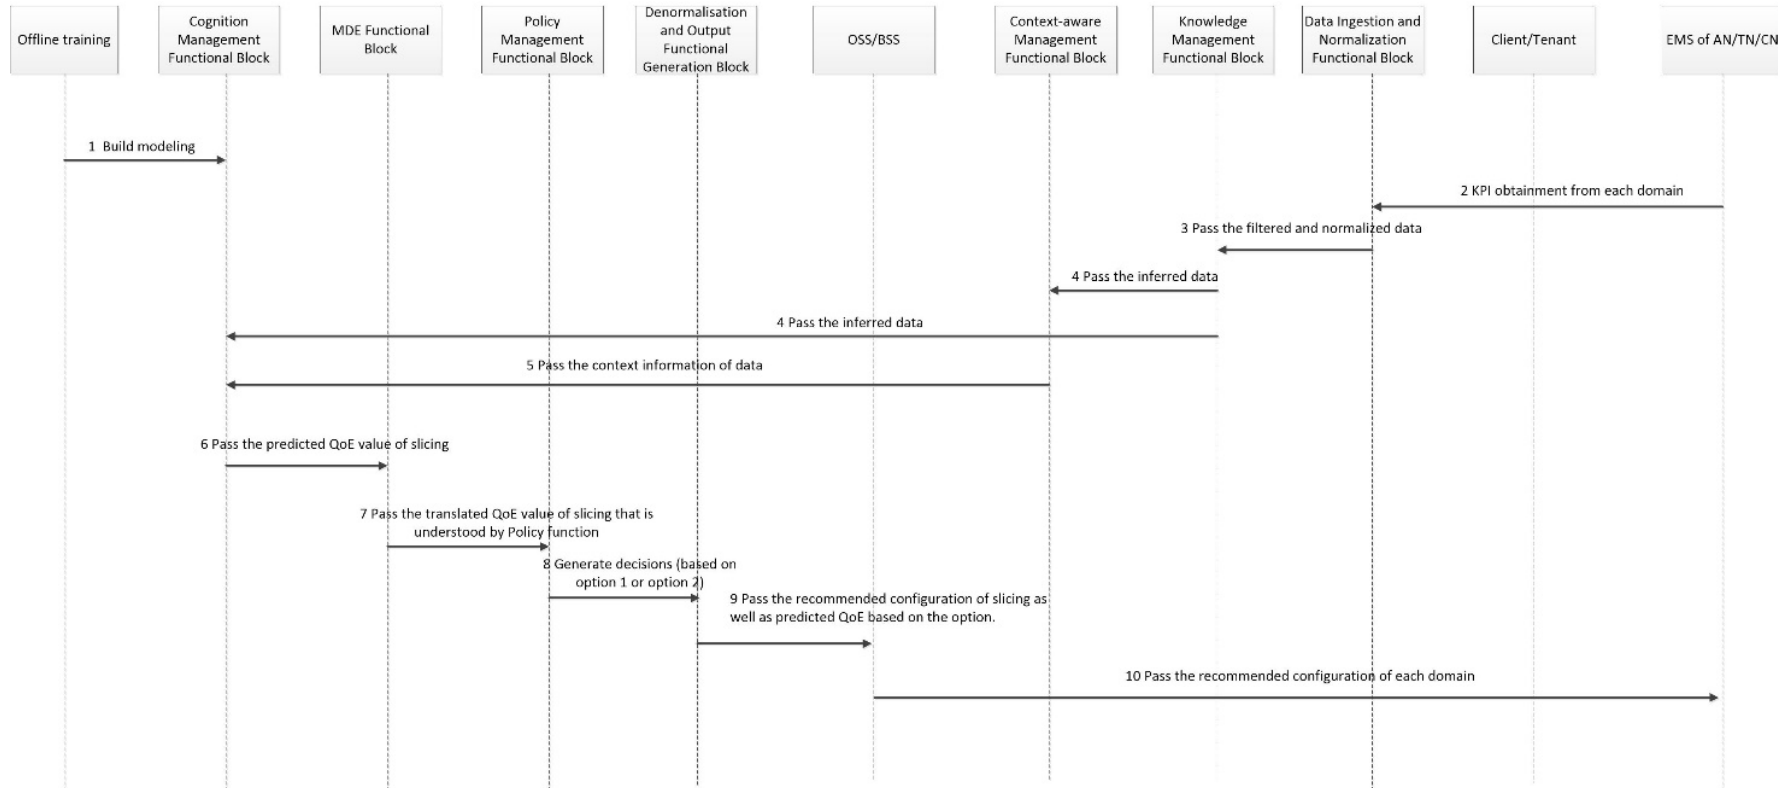 Offline training
Cognition
Management
Functional Block
MDE Functional
Block
Policy
Management
Functional Block
Denormalisation
and Output
Functional
Generation Block
OSS/BSS
Context-aware
Management
Functional Block
Knowledge
Management
Functional Block
Data Ingestion and
Normalization
Functional Block
Client/Tenant
EMS of AN/TN/CN
1 Build modeling
2 KPI obtainment from each domain
3 Pass the filtered and normalized data
4 Pass the inferred data
4 Pass the inferred data
5 Pass the context information of data
6 Pass the predicted QoE value of slicing
7 Pass the translated QoE value of slicing that is
understood by Policy function
8 Generate decisions (based on
option 1 or option 2)
9 Pass the recommended configuration of slicing as
well as predicted QoE based on the option.
10 Pass the recommended configuration of each domain